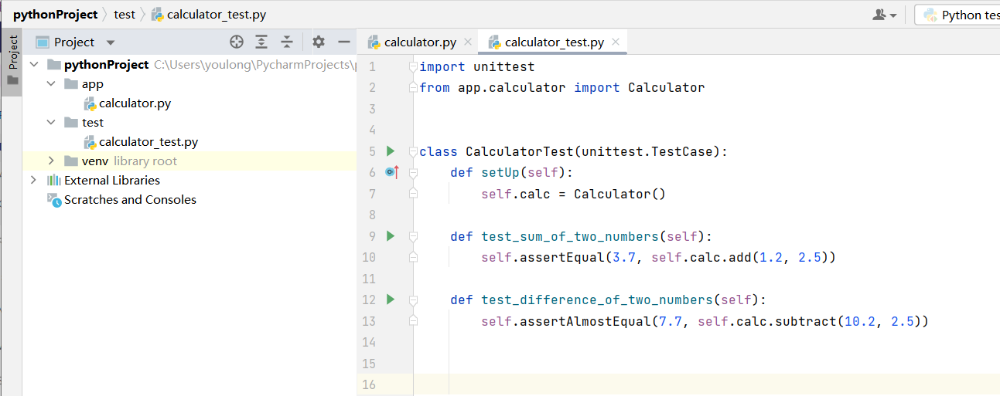 pythonProject test calculator_test.py
Python tes
Project
Project
calculator.py
calculator_test.py
pythonProject C:\Users\youlong\PycharmProjects\p
app
calculator.py
test
calculator_test.py
venv library root
External Libraries
Scratches and Consoles
1 import unittest
2 from app.calculator import Calculator
3
4
5 class CalculatorTest(unittest.TestCase):
6 def setUp(self):
7 self.calc = Calculator()
8
9 def test_sum_of_two_numbers(self):
10 self.assertEqual(3.7, self.calc.add(1.2, 2.5))
11
12 def test_difference_of_two_numbers(self):
13 self.assertAlmostEqual(7.7, self.calc.subtract(10.2, 2.5))
14
15
16